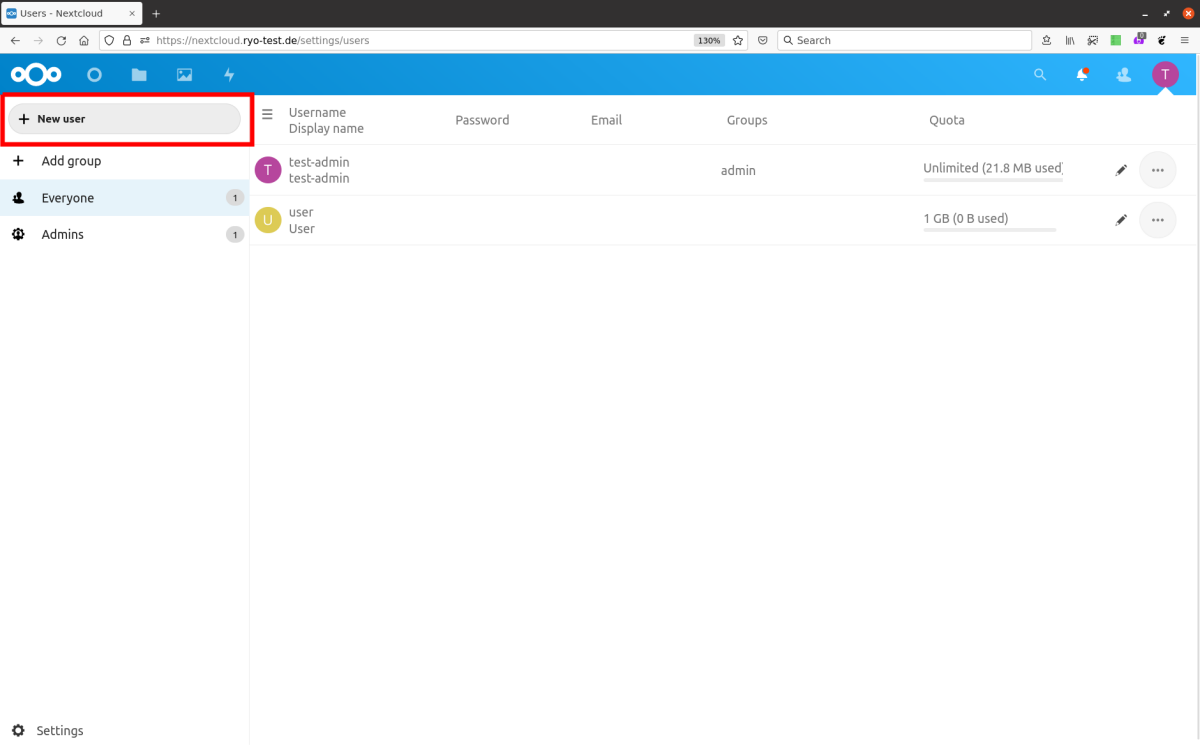 Users - Nextcloud
https://nextcloud.ryo-test.de/settings/users
130%
Search
0
T
New user
Username
Display name
Password
Email
Groups
Quota
Add group
T
test-admin
test-admin
admin
Unlimited (21.8 MB used)
Everyone
1
U
user
User
1 GB (0 B used)
Admins
1
Settings